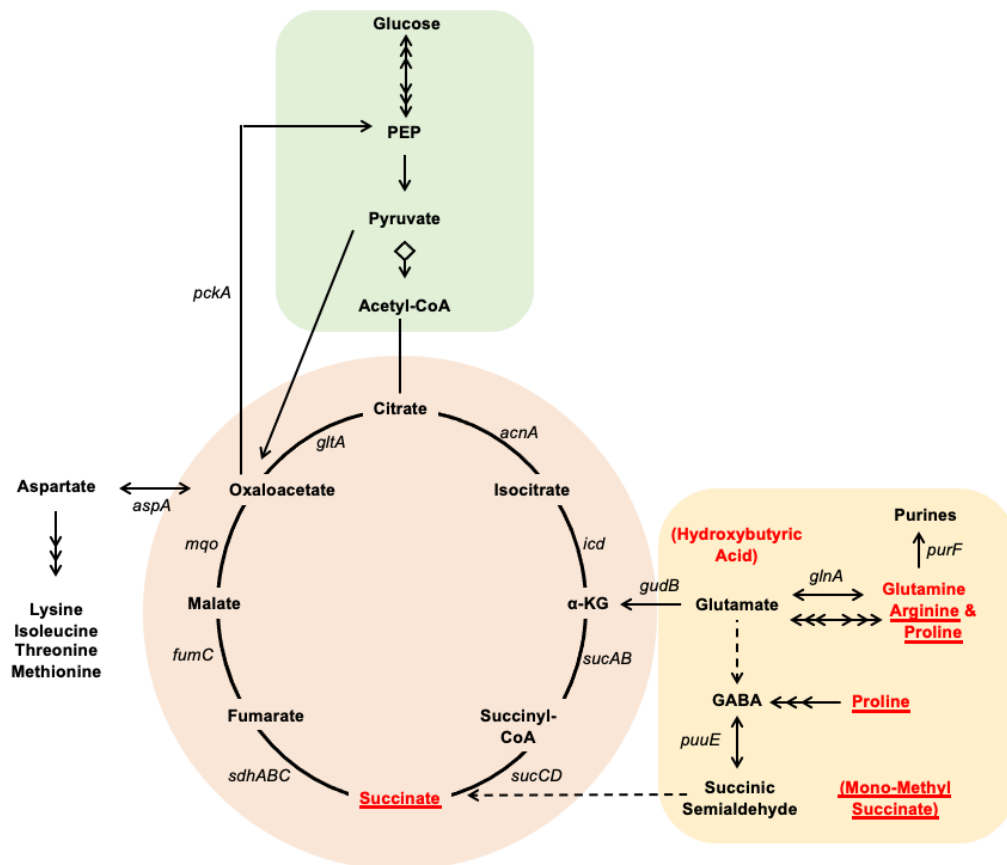 Glucose
PEP
Pyruvate
pckA
Acetyl-CoA
Citrate
gltA
acnA
Aspartate
aspA
Oxaloacetate
Isocitrate
Purines
(Hydroxybutyric
Acid)
purF
mqo
icd
gudB
glnA
Lysine
Isoleucine
Threonine
Methionine
Malate
α-KG
Glutamate
Glutamine
Arginine &
Proline
fumC
sucAB
Fumarate
Succinyl-
CoA
GABA
Proline
puuE
sdhABC
sucCD
Succinate
Succinic
Semialdehyde
(Mono-Methyl
Succinate)